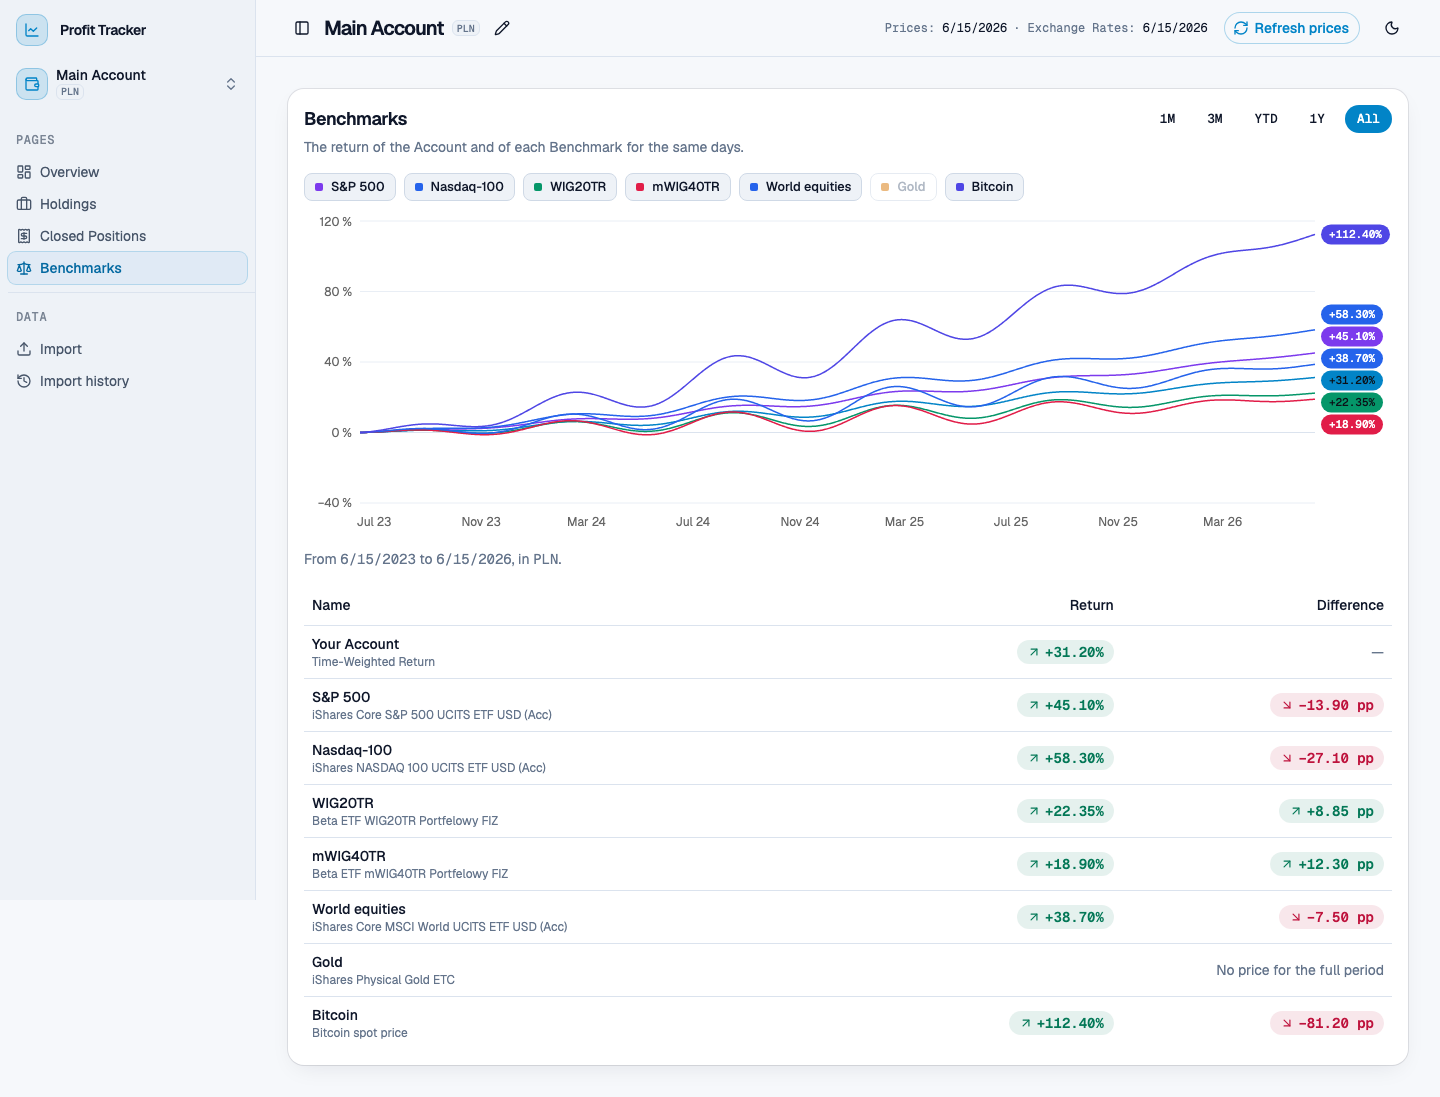 Profit Tracker
Main Account
PLN
PAGES
Overview
Holdings
Closed Positions
Benchmarks
DATA
Import
Import history
Main Account PLN
Prices: 6/15/2026 · Exchange Rates: 6/15/2026
Refresh prices
Benchmarks
1M 3M YTD 1Y All
The return of the Account and of each Benchmark for the same days.
S&P 500 Nasdaq-100 WIG20TR mWIG40TR World equities Gold Bitcoin
120 %
80 %
40 %
0 %
−40 %
+112.40%
+58.30%
+45.10%
+38.70%
+31.20%
+22.35%
+18.90%
Jul 23 Nov 23 Mar 24 Jul 24 Nov 24 Mar 25 Jul 25 Nov 25 Mar 26
From 6/15/2023 to 6/15/2026, in PLN.
Name Return Difference
Your Account
Time-Weighted Return
+31.20% —
S&P 500
iShares Core S&P 500 UCITS ETF USD (Acc)
+45.10% −13.90 pp
Nasdaq-100
iShares NASDAQ 100 UCITS ETF USD (Acc)
+58.30% −27.10 pp
WIG20TR
Beta ETF WIG20TR Portfelowy FIZ
+22.35% +8.85 pp
mWIG40TR
Beta ETF mWIG40TR Portfelowy FIZ
+18.90% +12.30 pp
World equities
iShares Core MSCI World UCITS ETF USD (Acc)
+38.70% −7.50 pp
Gold
iShares Physical Gold ETC
No price for the full period
Bitcoin
Bitcoin spot price
+112.40% −81.20 pp